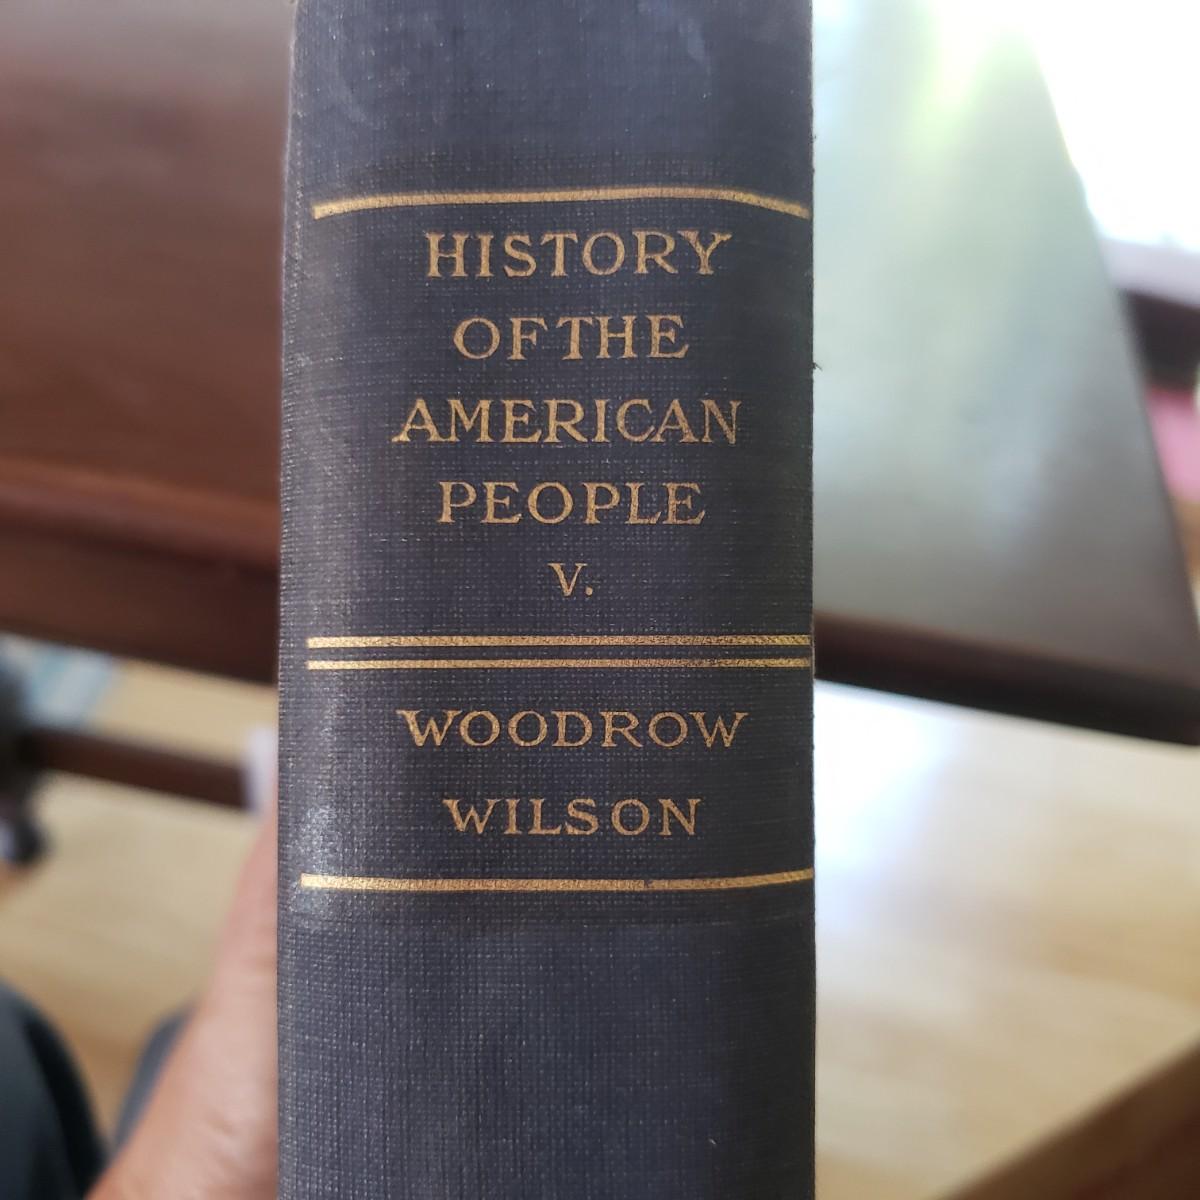 HISTORY
OF THE
AMERICAN
PEOPLE
V.
WOODROW
WILSON